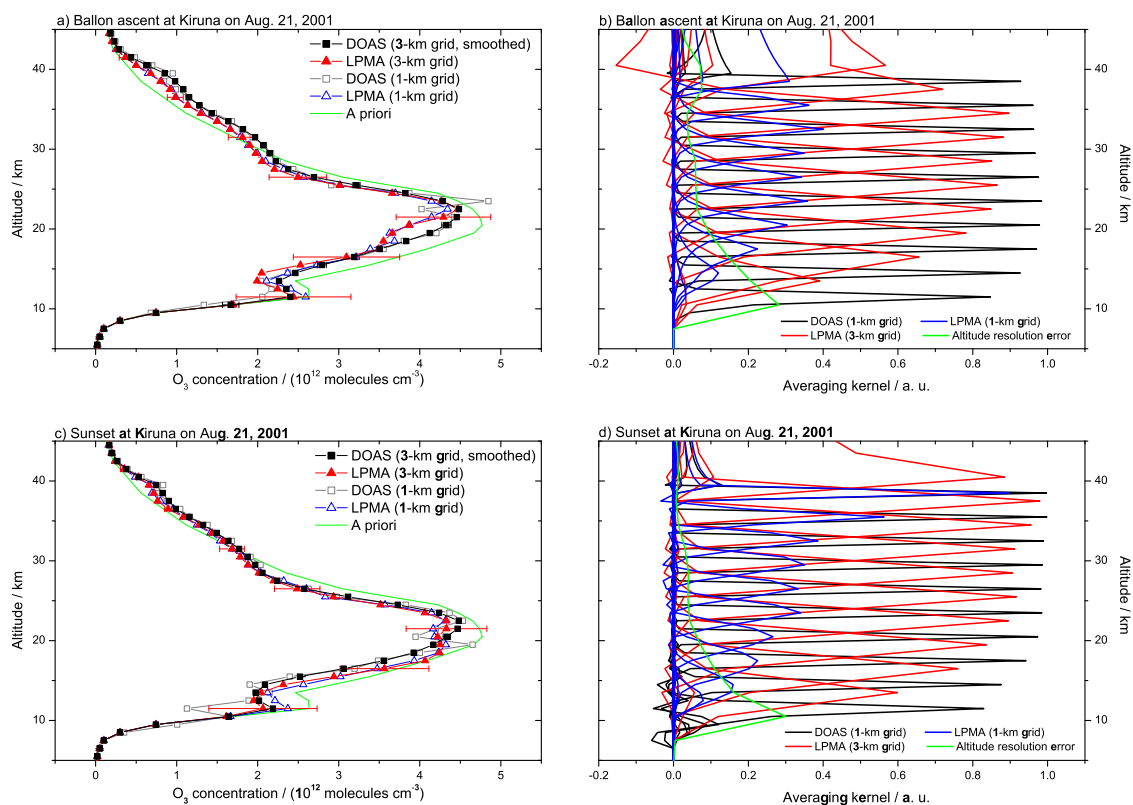 a) Ballon ascent at Kiruna on Aug. 21, 2001
DOAS (3-km grid, smoothed)
LPMA (3-km grid)
DOAS (1-km grid)
LPMA (1-km grid)
A priori
40
30
20
10
Altitude / km
0 1 2 3 4 5
O3 concentration / (10^12 molecules cm^-3)
b) Ballon ascent at Kiruna on Aug. 21, 2001
40
30
20
10
Altitude / km
DOAS (1-km grid)
LPMA (1-km grid)
LPMA (3-km grid)
Altitude resolution error
-0.2 0.0 0.2 0.4 0.6 0.8 1.0
Averaging kernel / a. u.
c) Sunset at Kiruna on Aug. 21, 2001
DOAS (3-km grid, smoothed)
LPMA (3-km grid)
DOAS (1-km grid)
LPMA (1-km grid)
A priori
40
30
20
10
Altitude / km
0 1 2 3 4 5
O3 concentration / (10^12 molecules cm^-3)
d) Sunset at Kiruna on Aug. 21, 2001
40
30
20
10
Altitude / km
DOAS (1-km grid)
LPMA (1-km grid)
LPMA (3-km grid)
Altitude resolution error
-0.2 0.0 0.2 0.4 0.6 0.8 1.0
Averaging kernel / a. u.